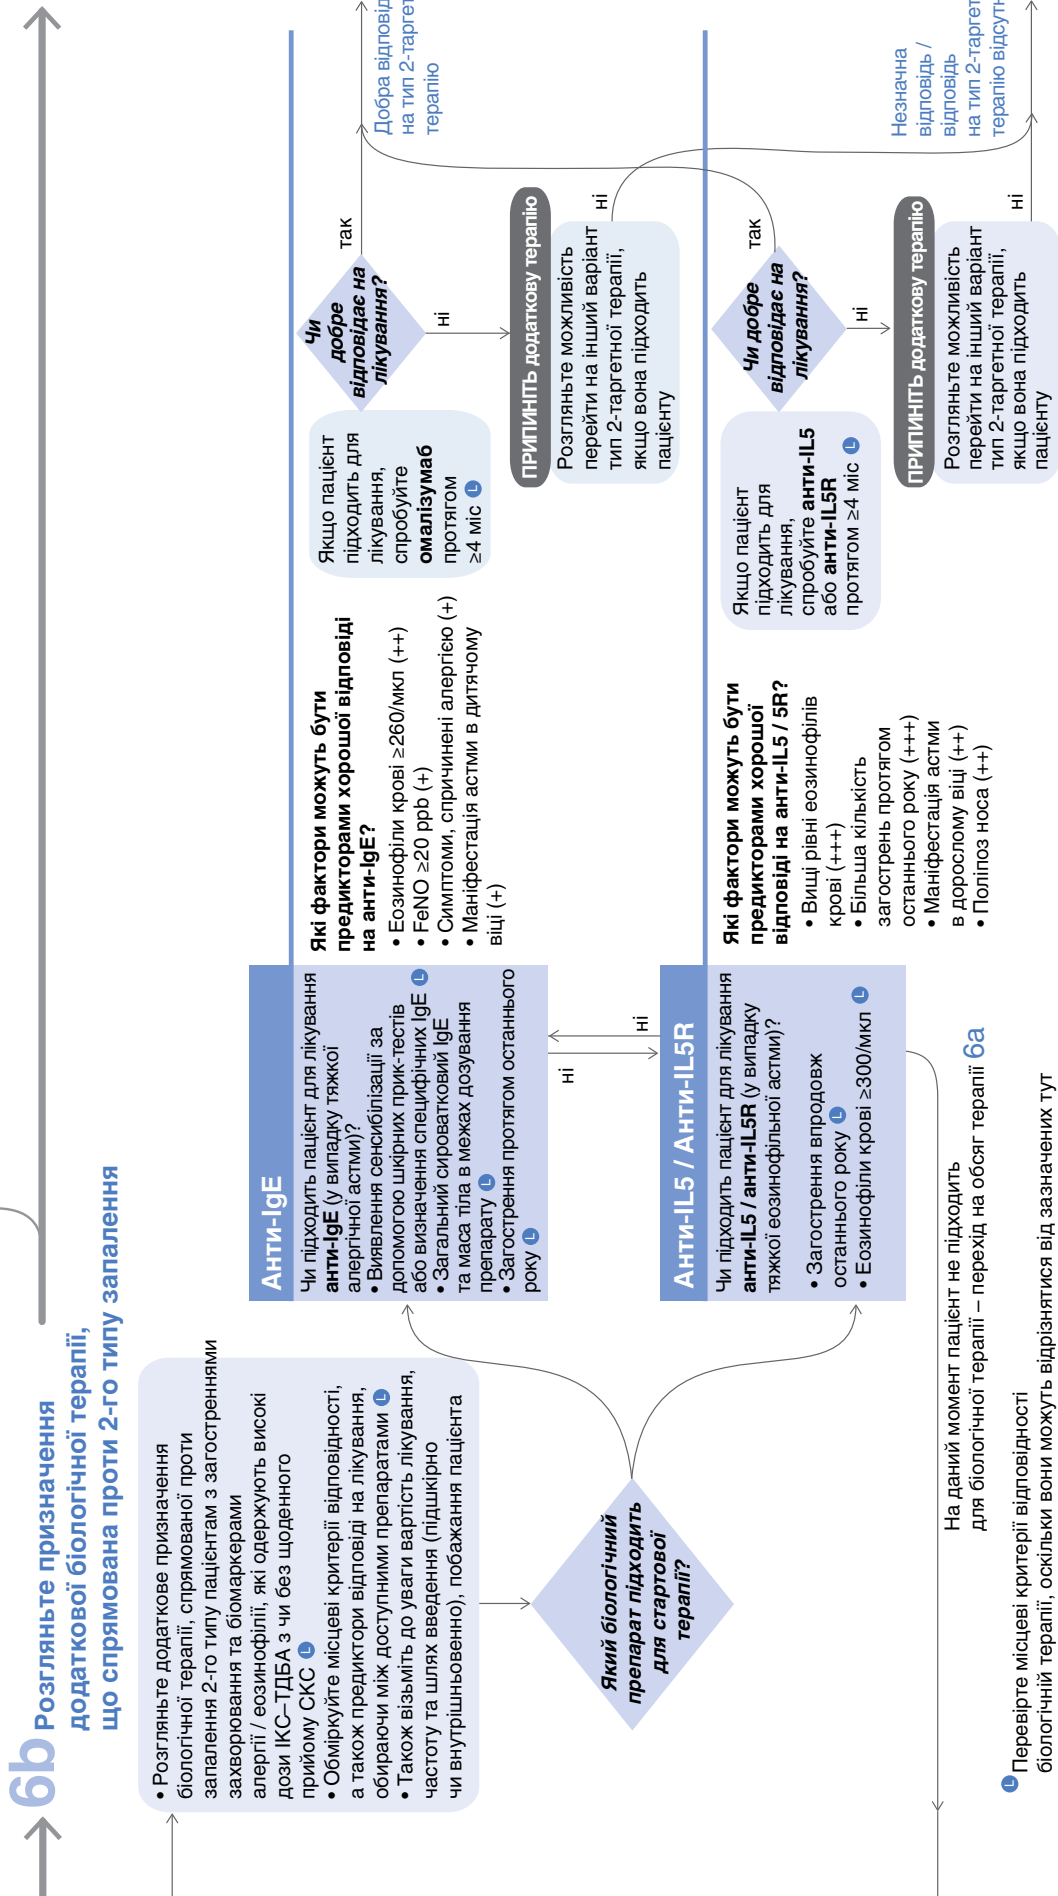 6b Розгляньте призначення
додаткової біологічної терапії,
що спрямована проти 2-го типу запалення
• Розгляньте додаткове призначення
біологічної терапії, спрямованої проти
запалення 2-го типу пацієнтам з загостреннями
захворювання та біомаркерами
алергії / еозинофілії, які одержують високі
дози ІКС–ТДБА з чи без щоденного
прийому СКС L
• Обміркуйте місцеві критерії відповідності,
а також предиктори відповіді на лікування,
обираючи між доступними препаратами L
• Також візьміть до уваги вартість лікування,
частоту та шлях введення (підшкірно
чи внутрішньовенно), побажання пацієнта
Який біологічний
препарат підходить
для стартової
терапії?
Анти-IgE
Чи підходить пацієнт для лікування
анти-IgE (у випадку тяжкої
алергічної астми)?
• Виявлення сенсибілізації за
допомогою шкірних прик-тестів
або визначення специфічних IgE L
• Загальний сироватковий IgE
та маса тіла в межах дозування
препарату L
• Загострення протягом останнього
року L
ні
ні
Анти-IL5 / Анти-IL5R
Чи підходить пацієнт для лікування
анти-IL5 / анти-IL5R (у випадку
тяжкої еозинофільної астми)?
• Загострення впродовж
останнього року L
• Еозинофіли крові ≥300/мкл L
Які фактори можуть бути
предикторами хорошої відповіді
на анти-IgE?
• Еозинофіли крові ≥260/мкл (++)
• FeNO ≥20 ppb (+)
• Симптоми, спричинені алергією (+)
• Маніфестація астми в дитячому
віці (+)
Які фактори можуть бути
предикторами хорошої
відповіді на анти-IL5 / 5R?
• Вищі рівні еозинофілів
крові (+++)
• Більша кількість
загострень протягом
останнього року (+++)
• Маніфестація астми
в дорослому віці (++)
• Поліпоз носа (++)
Якщо пацієнт
підходить для
лікування,
спробуйте
омалізумаб
протягом
≥4 міс L
Чи
добре
відповідає на
лікування?
так
ні
ПРИПИНІТЬ додаткову терапію
Розгляньте можливість
перейти на інший варіант
тип 2-таргетної терапії,
якщо вона підходить
пацієнту
ні
Добра відповід
на тип 2-таргет
терапію
Якщо пацієнт
підходить для
лікування,
спробуйте анти-IL5
або анти-IL5R
протягом ≥4 міс L
Чи добре
відповідає на
лікування?
так
ні
ПРИПИНІТЬ додаткову терапію
Розгляньте можливість
перейти на інший варіант
тип 2-таргетної терапії,
якщо вона підходить
пацієнту
ні
Незначна
відповідь /
відповідь
на тип 2-таргет
терапію відсутн
На даний момент пацієнт не підходить
для біологічної терапії – перехід на обсяг терапії 6a
L Перевірте місцеві критерії відповідності
біологічній терапії, оскільки вони можуть відрізнятися від зазначених тут